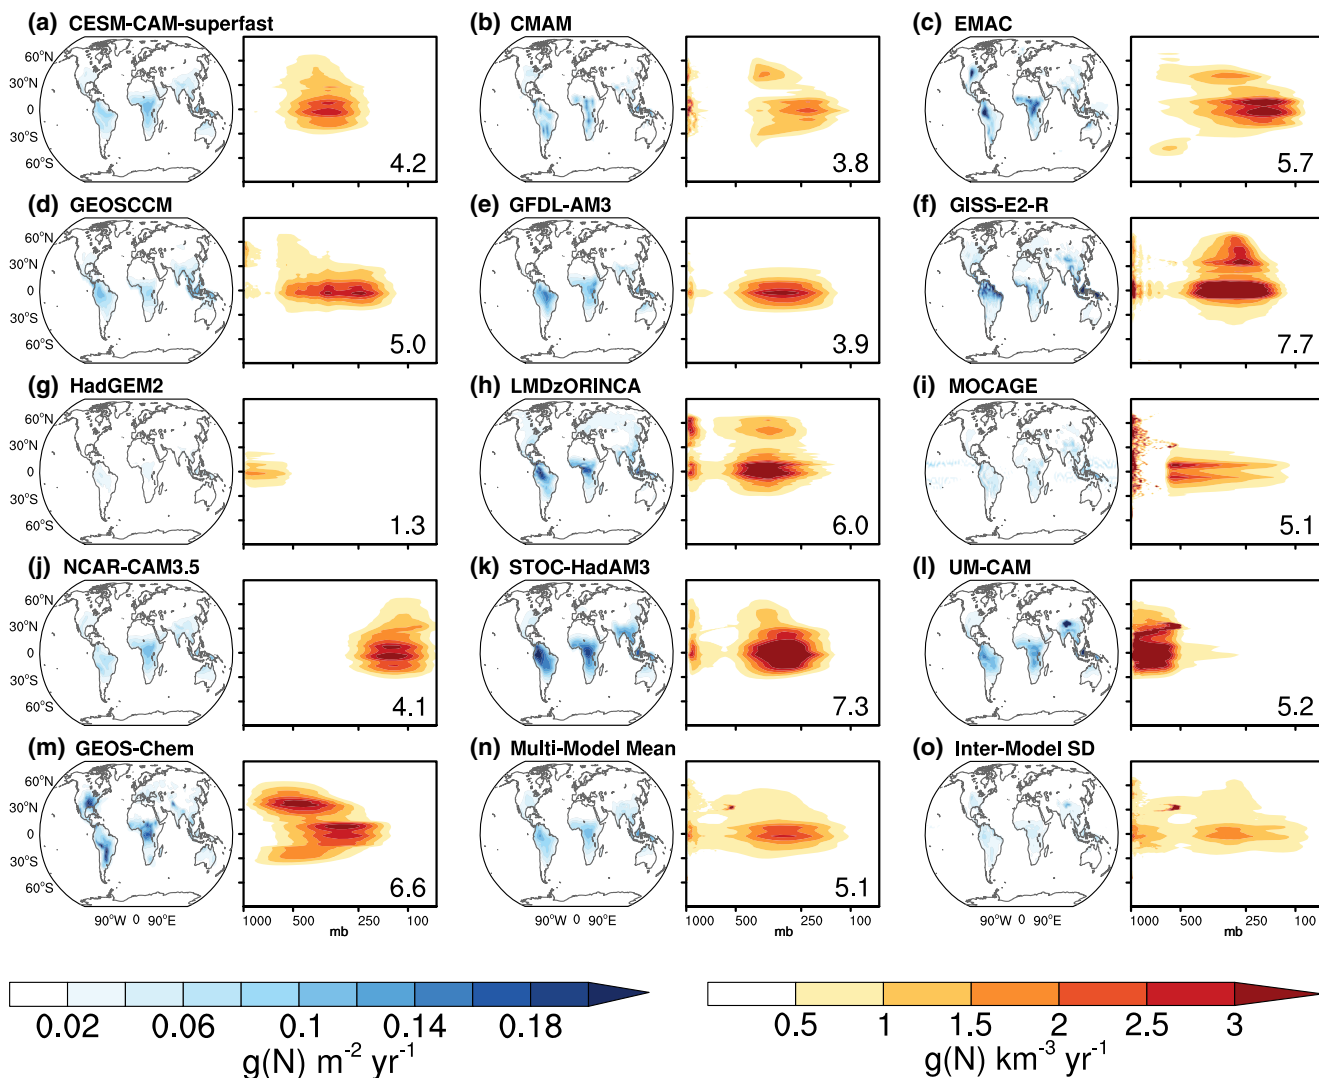 (a) CESM-CAM-superfast (b) CMAM (c) EMAC
60°N
30°N
0
30°S
60°S
4.2 3.8 5.7
(d) GEOSCCM (e) GFDL-AM3 (f) GISS-E2-R
60°N
30°N
0
30°S
60°S
5.0 3.9 7.7
(g) HadGEM2 (h) LMDzORINCA (i) MOCAGE
60°N
30°N
0
30°S
60°S
1.3 6.0 5.1
(j) NCAR-CAM3.5 (k) STOC-HadAM3 (l) UM-CAM
60°N
30°N
0
30°S
60°S
4.1 7.3 5.2
(m) GEOS-Chem (n) Multi-Model Mean (o) Inter-Model SD
60°N
30°N
0
30°S
60°S
6.6 5.1
90°W 0 90°E 1000 500 250 100 90°W 0 90°E 1000 500 250 100 90°W 0 90°E 1000 500 250 100
mb mb mb
0.02 0.06 0.1 0.14 0.18 0.5 1 1.5 2 2.5 3
g(N) m⁻² yr⁻¹ g(N) km⁻³ yr⁻¹